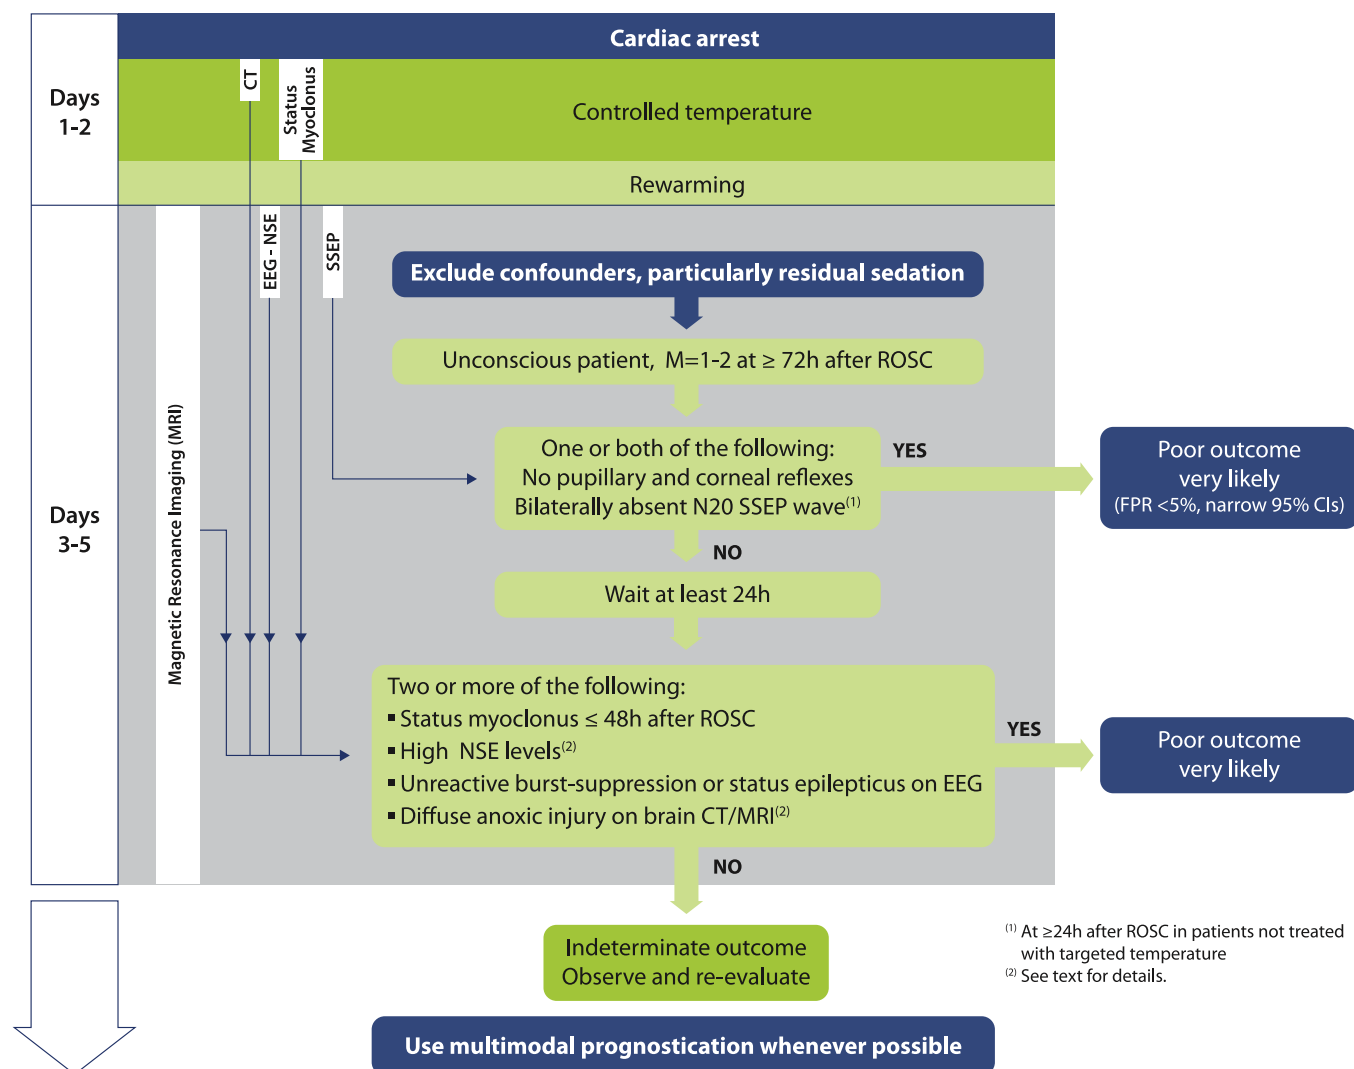 Cardiac arrest
Days
1-2
CT
Status
Myoclonus
Controlled temperature
Rewarming
Days
3-5
Magnetic Resonance Imaging (MRI)
EEG - NSE
SSEP
Exclude confounders, particularly residual sedation
Unconscious patient, M=1-2 at ≥ 72h after ROSC
One or both of the following:
No pupillary and corneal reflexes
Bilaterally absent N20 SSEP wave(1)
YES
Poor outcome
very likely
(FPR <5%, narrow 95% CIs)
NO
Wait at least 24h
Two or more of the following:
▪ Status myoclonus ≤ 48h after ROSC
▪ High NSE levels(2)
▪ Unreactive burst-suppression or status epilepticus on EEG
▪ Diffuse anoxic injury on brain CT/MRI(2)
YES
Poor outcome
very likely
NO
Indeterminate outcome
Observe and re-evaluate
(1) At ≥24h after ROSC in patients not treated
with targeted temperature
(2) See text for details.
Use multimodal prognostication whenever possible